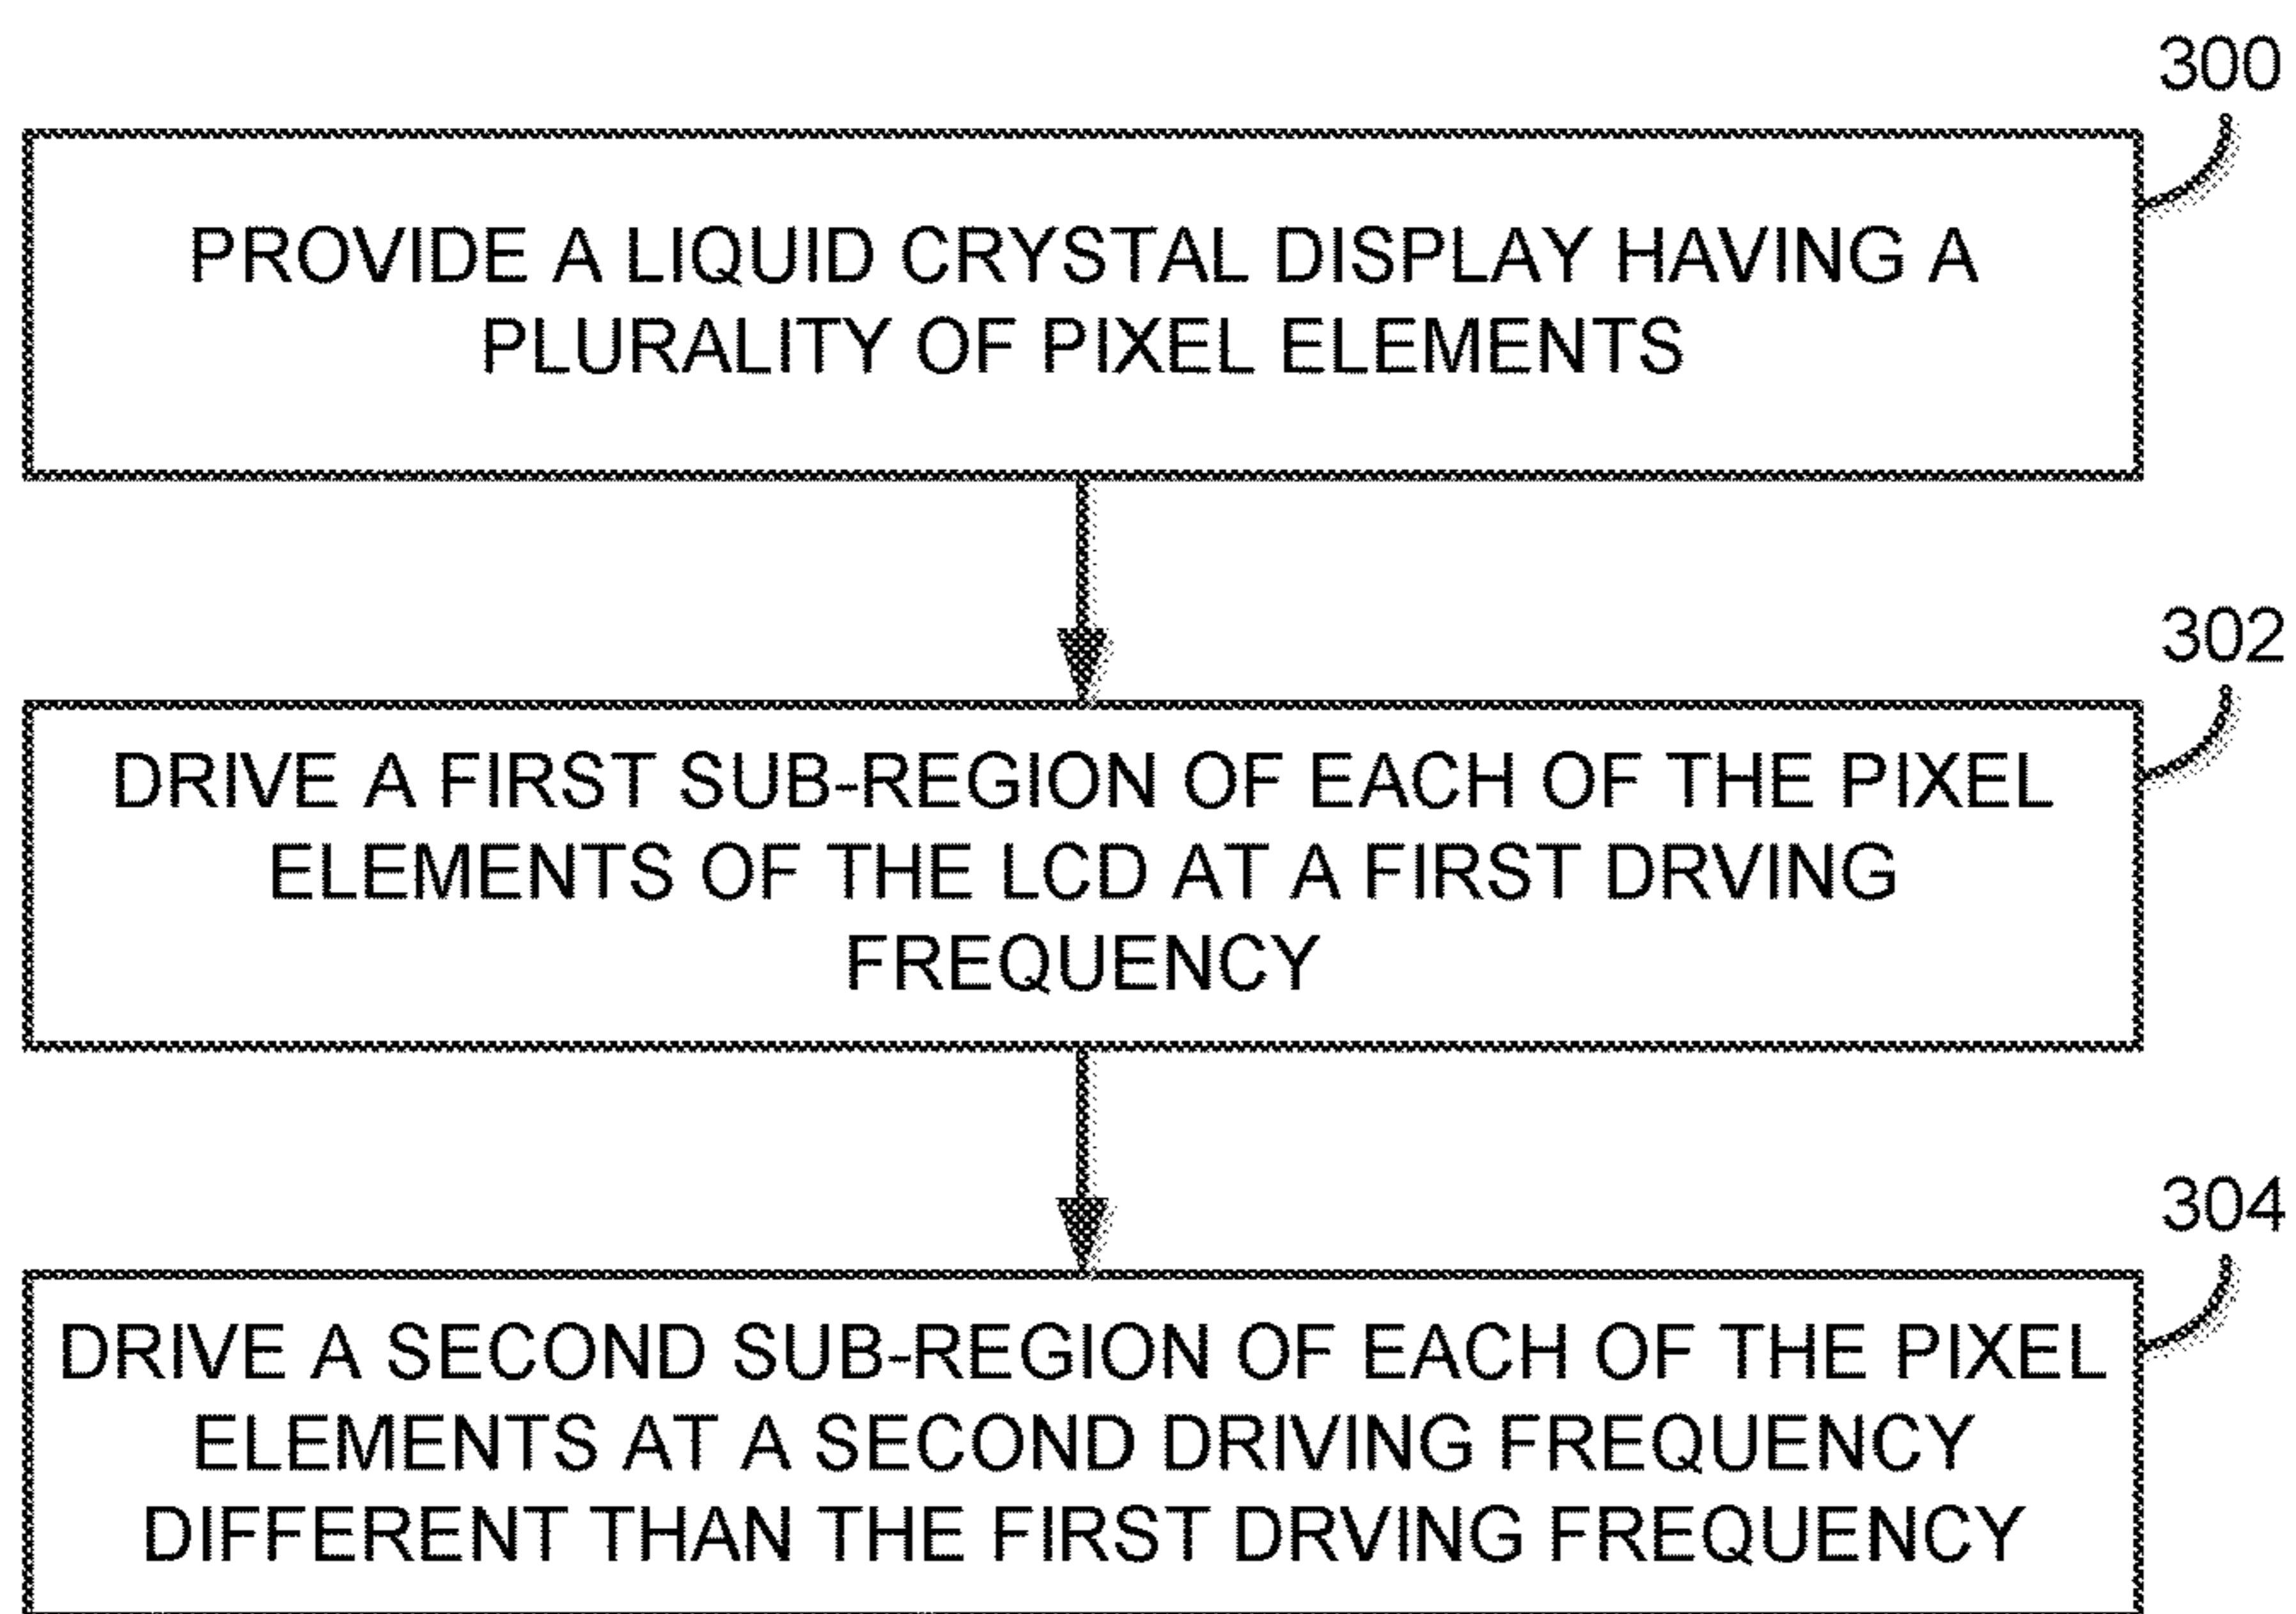 300
PROVIDE A LIQUID CRYSTAL DISPLAY HAVING A
PLURALITY OF PIXEL ELEMENTS
302
DRIVE A FIRST SUB-REGION OF EACH OF THE PIXEL
ELEMENTS OF THE LCD AT A FIRST DRVING
FREQUENCY
304
DRIVE A SECOND SUB-REGION OF EACH OF THE PIXEL
ELEMENTS AT A SECOND DRIVING FREQUENCY
DIFFERENT THAN THE FIRST DRVING FREQUENCY